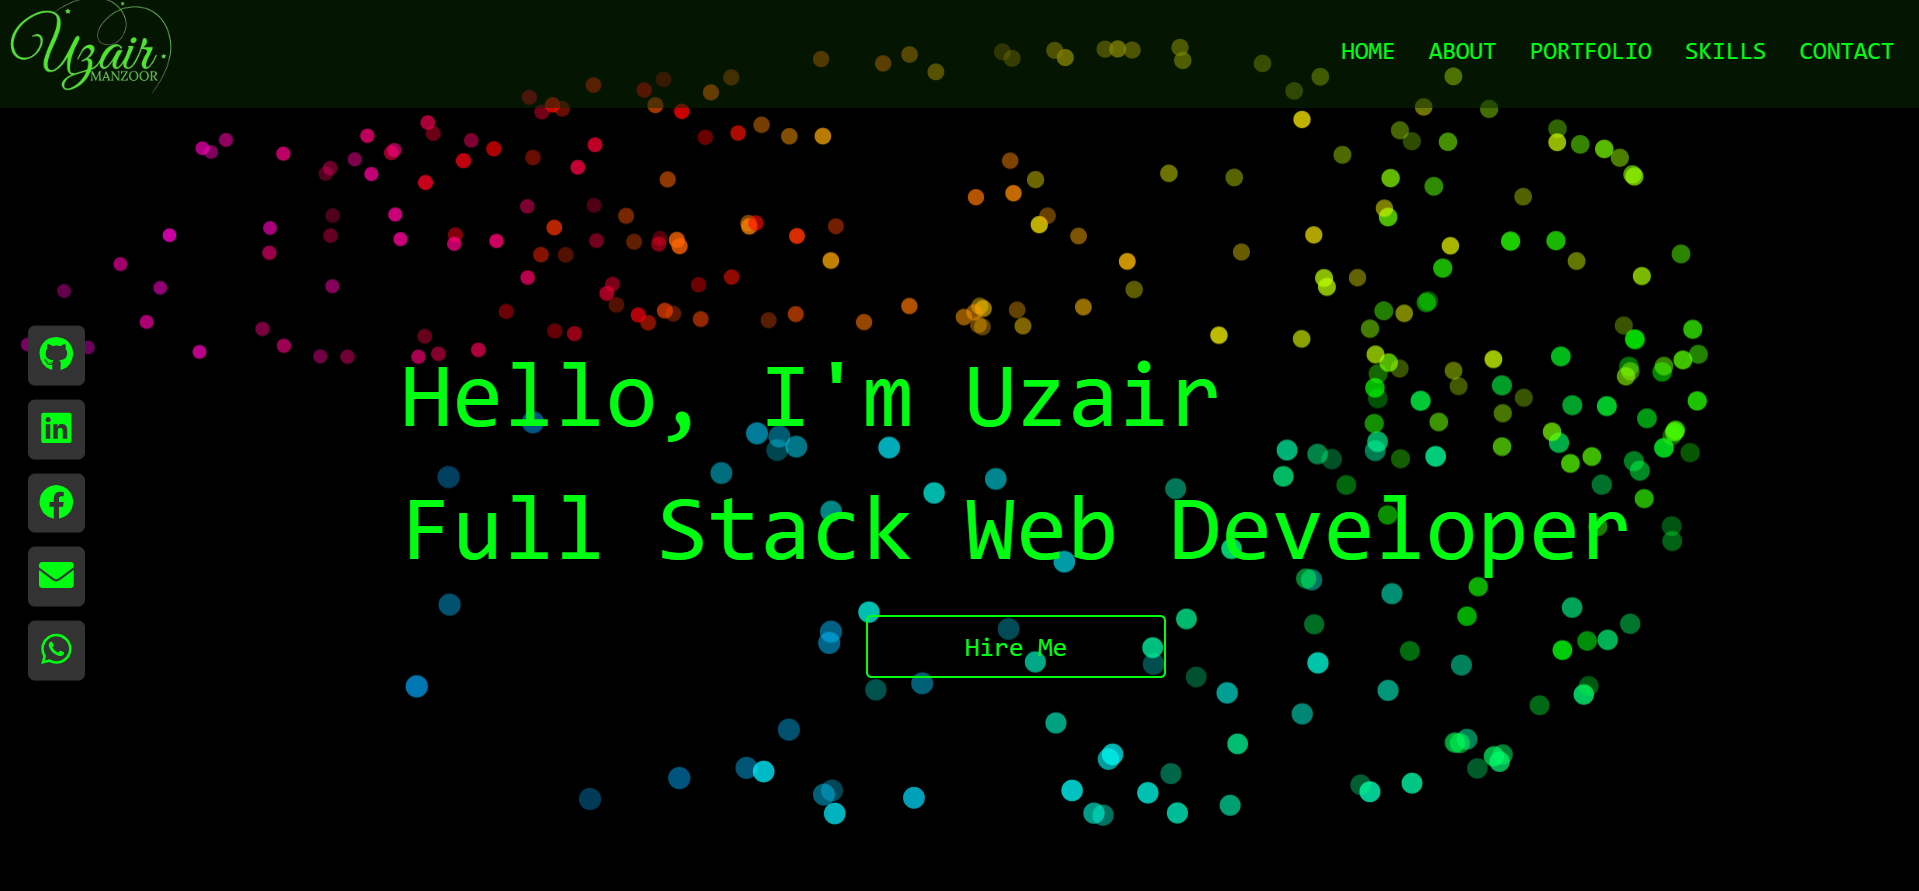 Uzair
MANZOOR
HOME ABOUT PORTFOLIO SKILLS CONTACT
Hello, I'm Uzair
Full Stack Web Developer
Hire Me